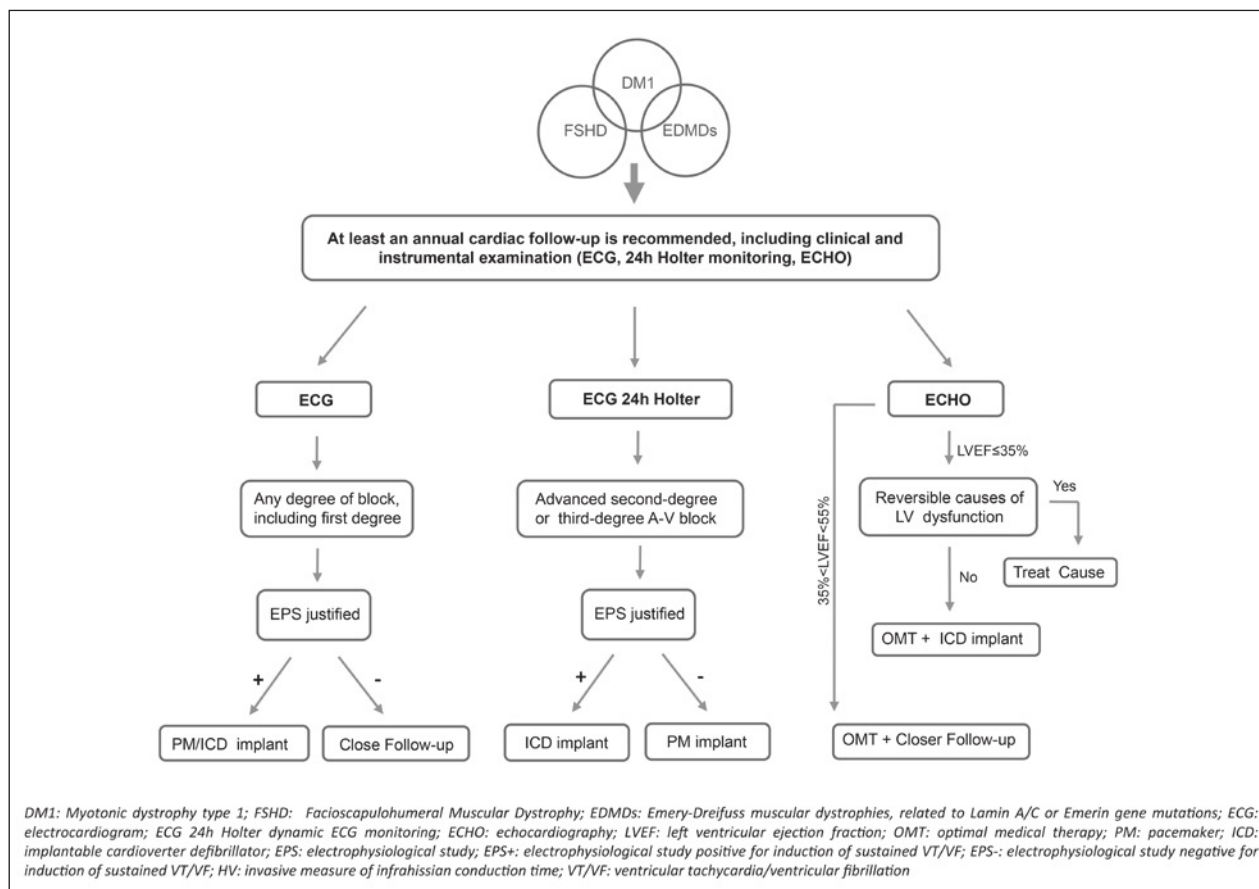 DM1
FSHD
EDMDs
At least an annual cardiac follow-up is recommended, including clinical and
instrumental examination (ECG, 24h Holter monitoring, ECHO)
ECG
ECG 24h Holter
ECHO
LVEF≤35%
35%<LVEF<55%
Any degree of block,
including first degree
Advanced second-degree
or third-degree A-V block
Reversible causes of
LV dysfunction
Yes
Treat Cause
No
EPS justified
EPS justified
OMT + ICD implant
+
-
+
-
PM/ICD implant
Close Follow-up
ICD implant
PM implant
OMT + Closer Follow-up
DM1: Myotonic dystrophy type 1; FSHD: Facioscapulohumeral Muscular Dystrophy; EDMDs: Emery-Dreifuss muscular dystrophies, related to Lamin A/C or Emerin gene mutations; ECG:
electrocardiogram; ECG 24h Holter dynamic ECG monitoring; ECHO: echocardiography; LVEF: left ventricular ejection fraction; OMT: optimal medical therapy; PM: pacemaker; ICD:
implantable cardioverter defibrillator; EPS: electrophysiological study; EPS+: electrophysiological study positive for induction of sustained VT/VF; EPS-: electrophysiological study negative for
induction of sustained VT/VF; HV: invasive measure of infrahissian conduction time; VT/VF: ventricular tachycardia/ventricular fibrillation